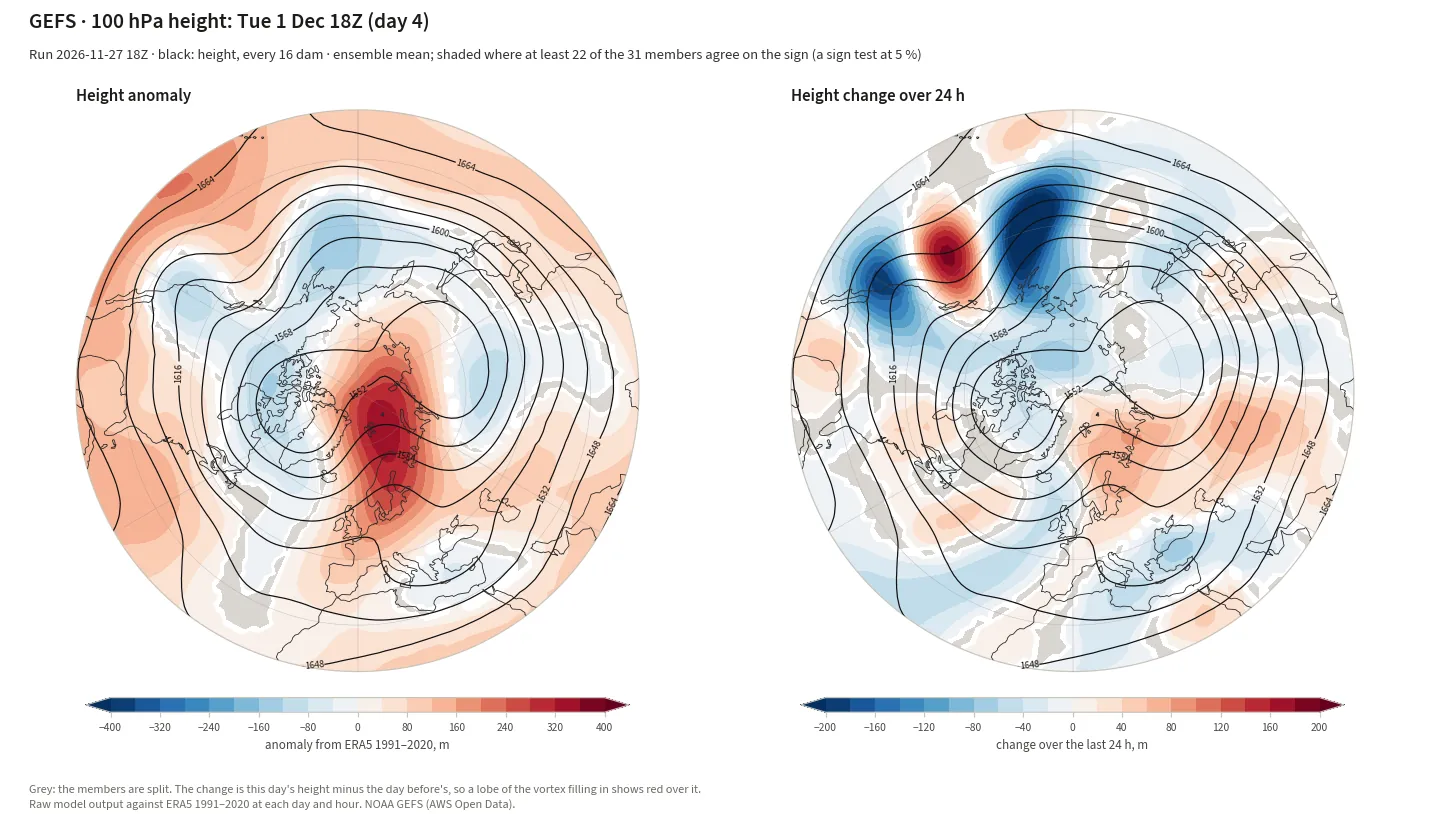 GEFS · 100 hPa height: Tue 1 Dec 18Z (day 4)
Run 2026-11-27 18Z · black: height, every 16 dam · ensemble mean; shaded where at least 22 of the 31 members agree on the sign (a sign test at 5 %)
Height anomaly
Height change over 24 h
1664
1664
1600
1568
1616
1552
1584
1648
1632
1664
1648
1664
1664
1600
1568
1616
1552
1584
1648
1632
1664
1648
−400 −320 −240 −160 −80 0 80 160 240 320 400
anomaly from ERA5 1991–2020, m
−200 −160 −120 −80 −40 0 40 80 120 160 200
change over the last 24 h, m
Grey: the members are split. The change is this day's height minus the day before's, so a lobe of the vortex filling in shows red over it.
Raw model output against ERA5 1991–2020 at each day and hour. NOAA GEFS (AWS Open Data).